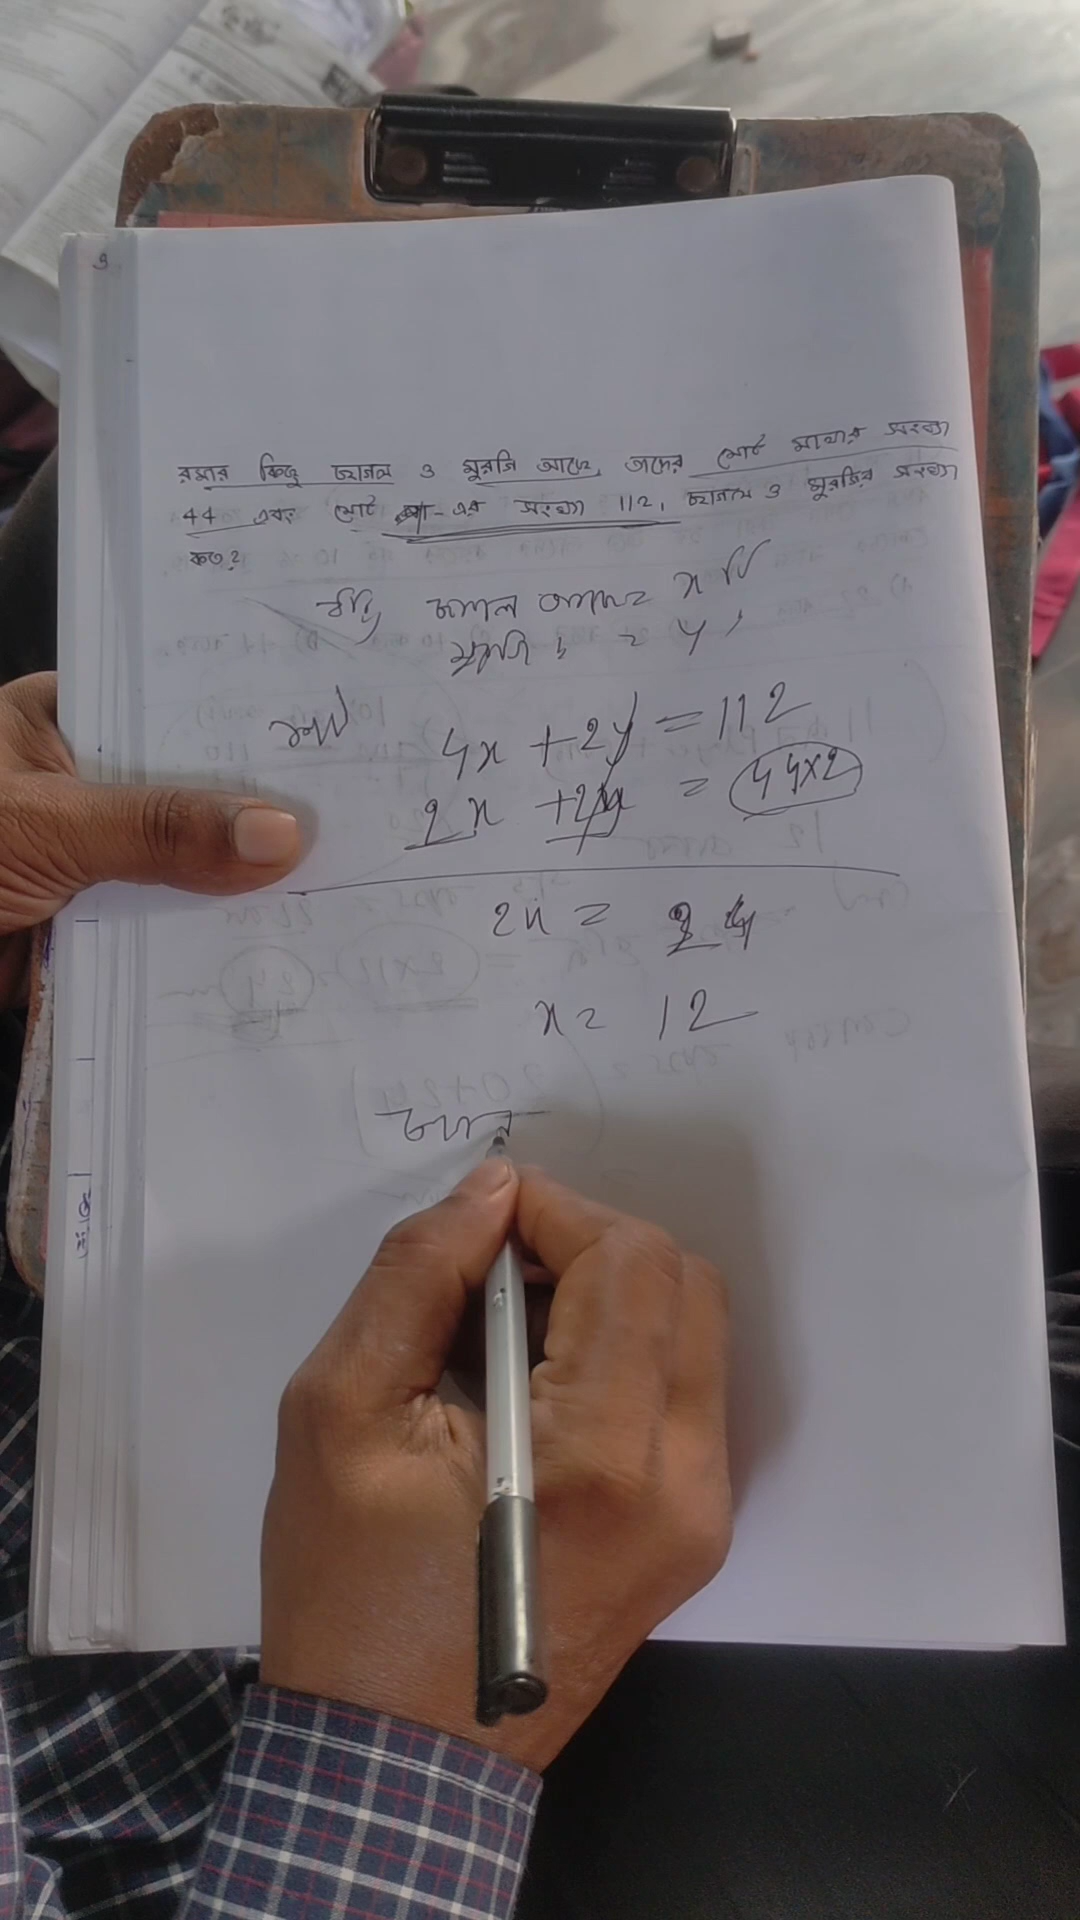 রমার কিছু ছাগল ও মুরগি আছে, তাদের মোট মাথার সংখ্যা
44 এবং মোট পা-এর সংখ্যা 112, ছাগল ও মুরগির সংখ্যা
কত?
ধরি ছাগল আছে x টি
মুরগি " = y "
4x + 2y = 112
2x + 2y = 44×2
2x = 24
x = 12
ছাগল